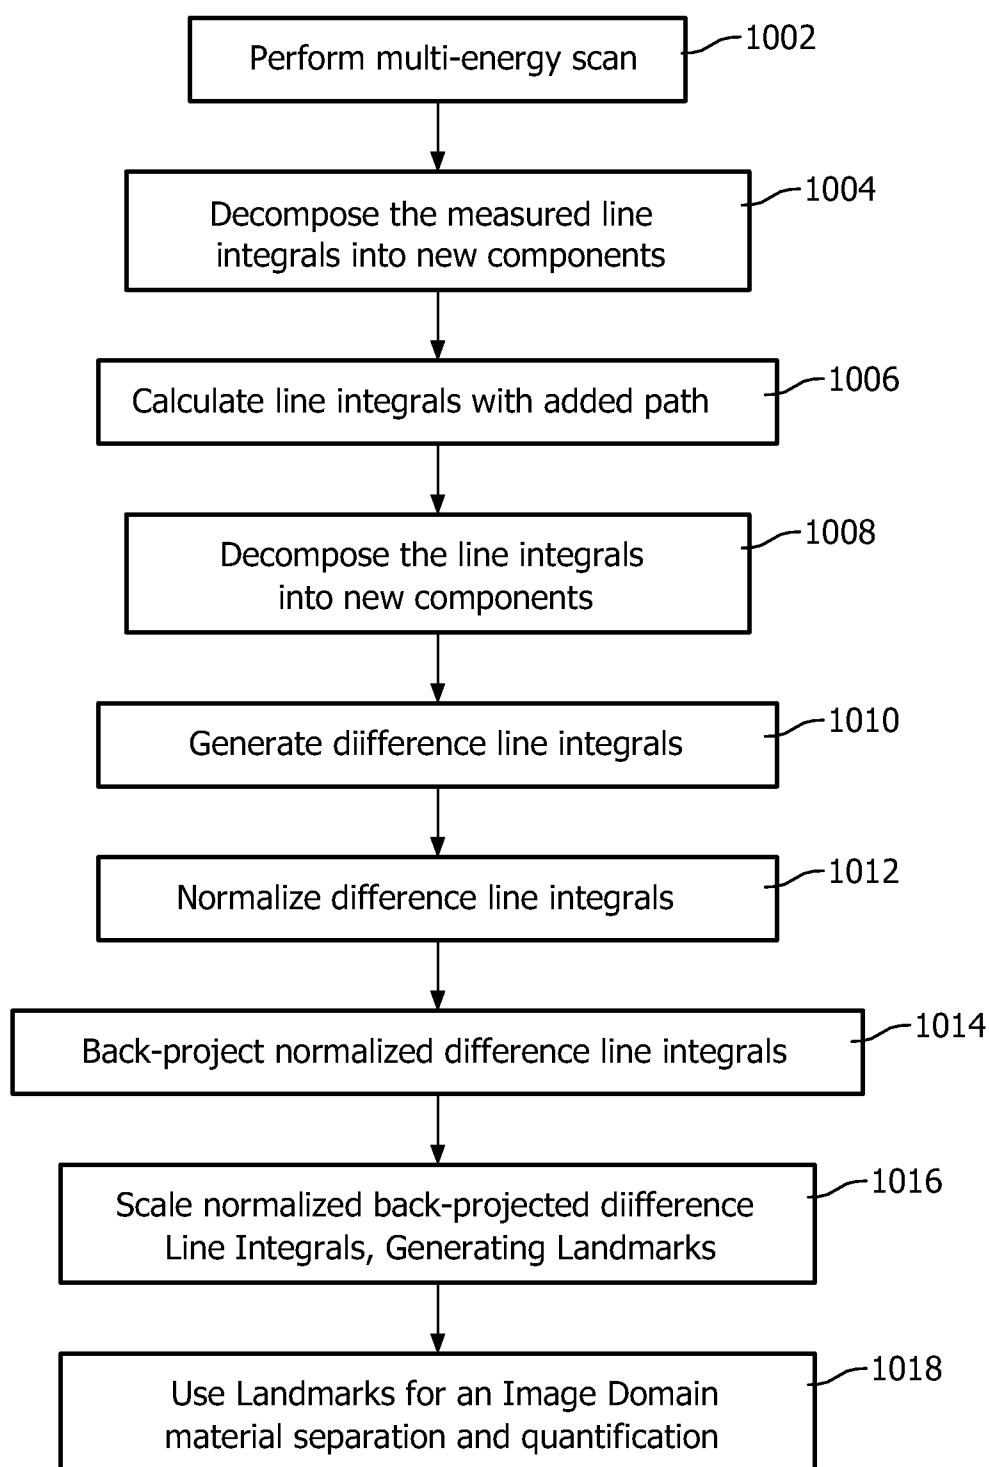 Perform multi-energy scan
1002
Decompose the measured line
integrals into new components
1004
Calculate line integrals with added path
1006
Decompose the line integrals
into new components
1008
Generate diifference line integrals
1010
Normalize difference line integrals
1012
Back-project normalized difference line integrals
1014
Scale normalized back-projected diifference
Line Integrals, Generating Landmarks
1016
Use Landmarks for an Image Domain
material separation and quantification
1018